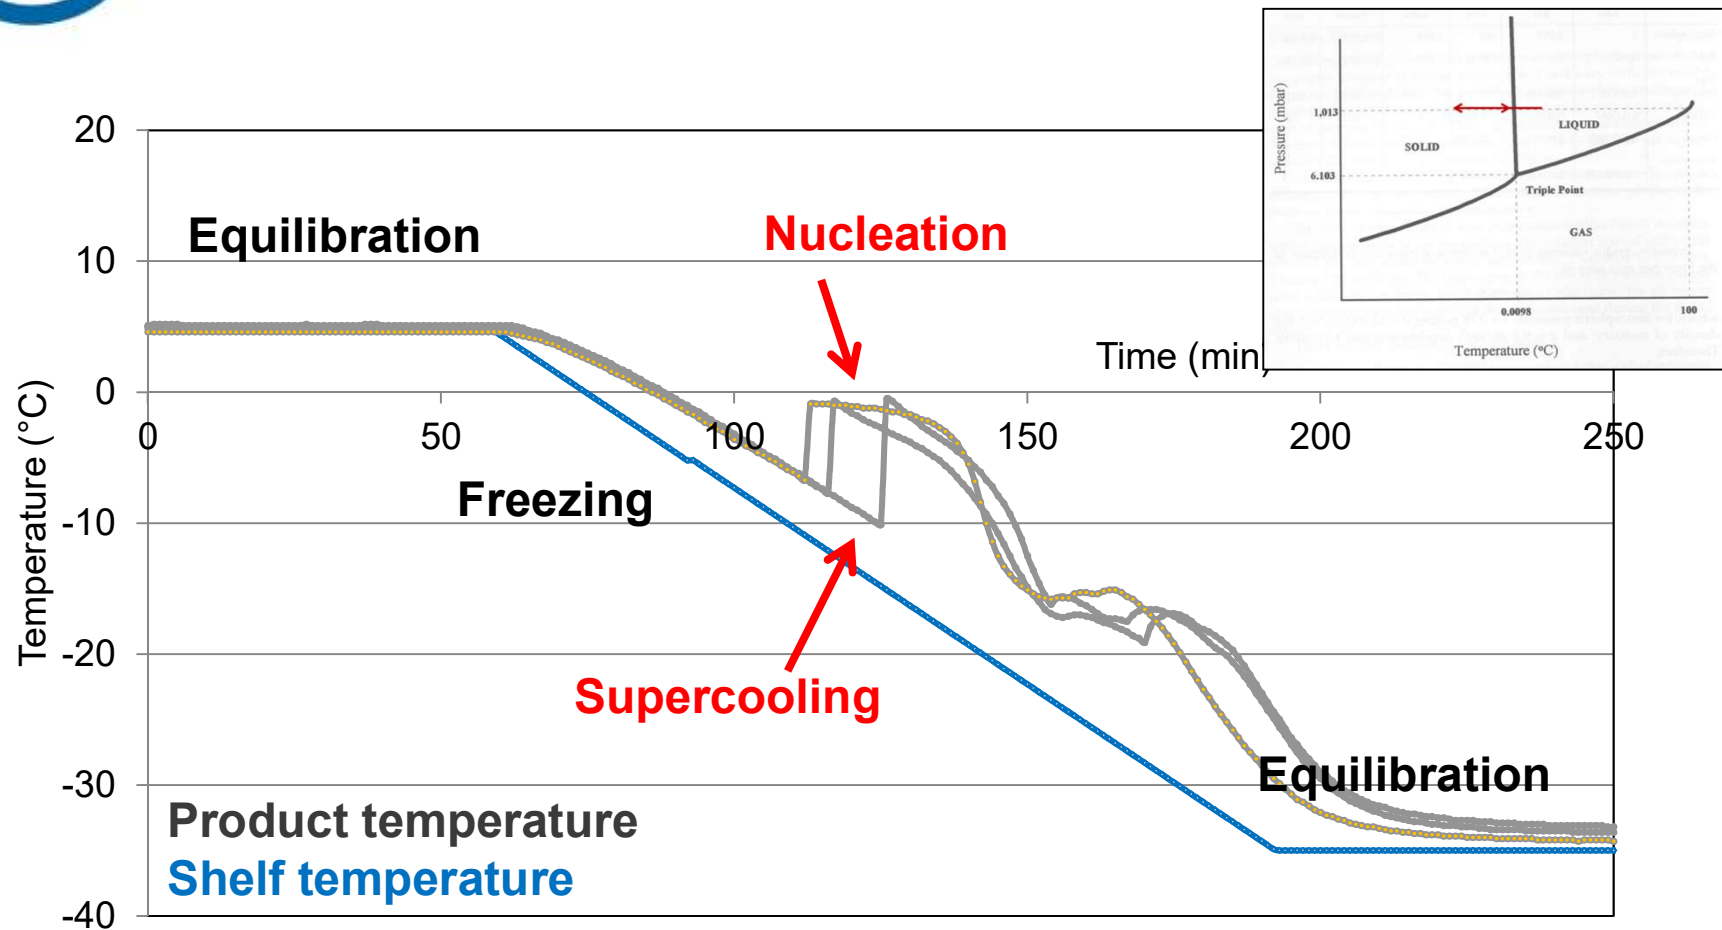 1,013
LIQUID
SOLID
Pressure (mbar)
6.103
Triple Point
GAS
0.0098
100
Temperature (°C)
20
Equilibration
Nucleation
10
Time (min
0
0
50
100
150
200
250
Temperature (°C)
Freezing
-10
-20
Supercooling
-30
Equilibration
Product temperature
Shelf temperature
-40